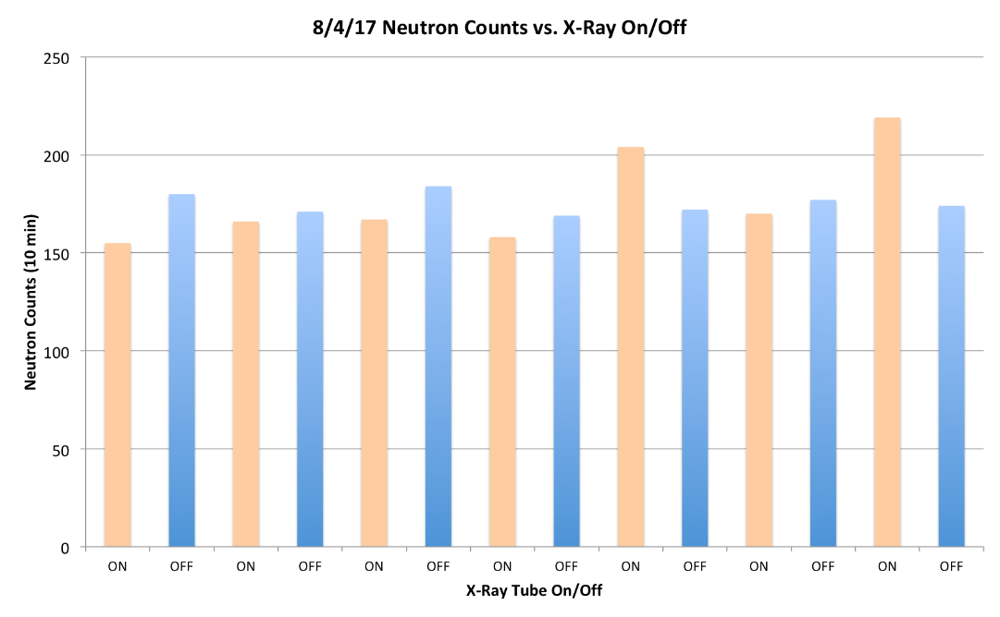 8/4/17 Neutron Counts vs. X-Ray On/Off
Neutron Counts (10 min)
250
200
150
100
50
0
ON OFF ON OFF ON OFF ON OFF ON OFF ON OFF ON OFF
X-Ray Tube On/Off